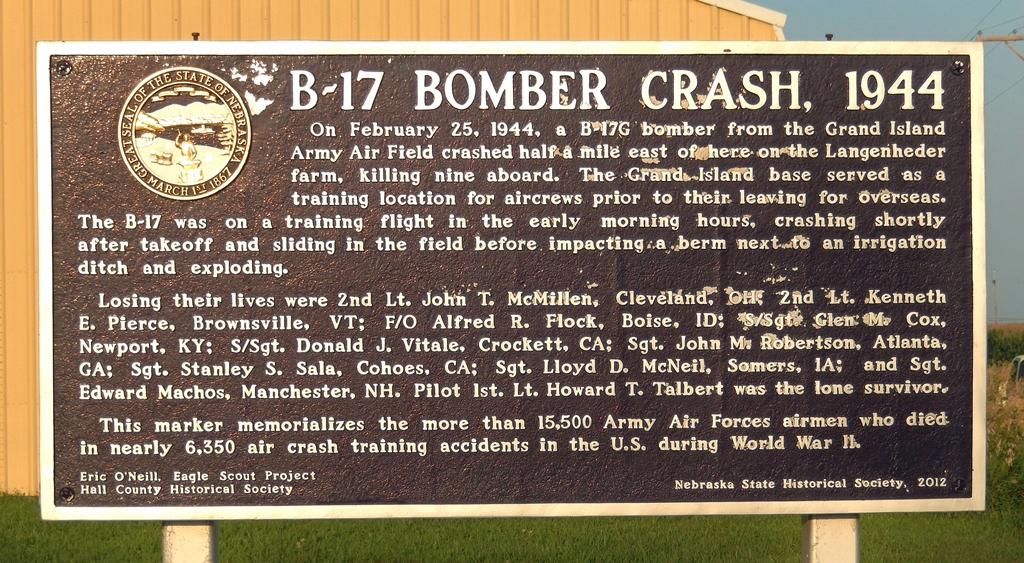 GREAT SEAL OF THE STATE OF NEBRASKA
MARCH 1ST 1867
B-17 BOMBER CRASH, 1944
On February 25, 1944, a B-17G bomber from the Grand Island
Army Air Field crashed half a mile east of here on the Langenheder
farm, killing nine aboard. The Grand Island base served as a
training location for aircrews prior to their leaving for overseas.
The B-17 was on a training flight in the early morning hours, crashing shortly
after takeoff and sliding in the field before impacting a berm next to an irrigation
ditch and exploding.
Losing their lives were 2nd Lt. John T. McMillen, Cleveland, OH; 2nd Lt. Kenneth
E. Pierce, Brownsville, VT; F/O Alfred R. Flock, Boise, ID; S/Sgt. Glen M. Cox,
Newport, KY; S/Sgt. Donald J. Vitale, Crockett, CA; Sgt. John M. Robertson, Atlanta,
GA; Sgt. Stanley S. Sala, Cohoes, CA; Sgt. Lloyd D. McNeil, Somers, IA; and Sgt.
Edward Machos, Manchester, NH. Pilot 1st. Lt. Howard T. Talbert was the lone survivor.
This marker memorializes the more than 15,500 Army Air Forces airmen who died
in nearly 6,350 air crash training accidents in the U.S. during World War II.
Eric O'Neill, Eagle Scout Project
Hall County Historical Society
Nebraska State Historical Society, 2012